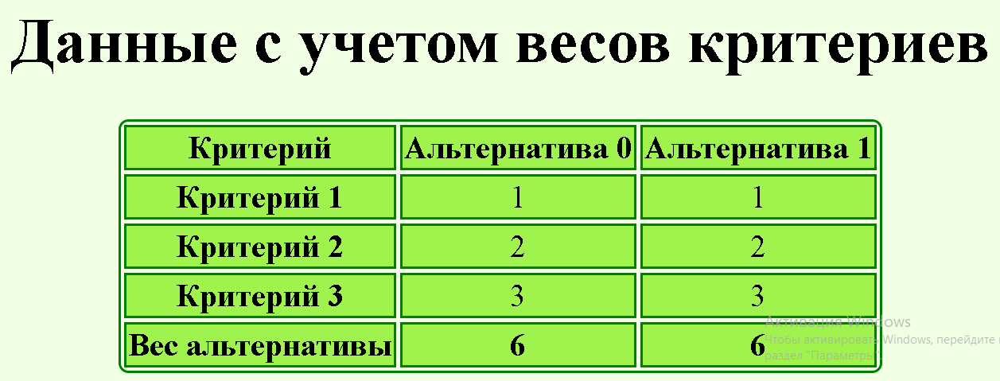 Данные с учетом весов критериев
Критерий Альтернатива 0 Альтернатива 1
Критерий 1 1 1
Критерий 2 2 2
Критерий 3 3 3
Вес альтернативы 6 6
Активация Windows
Чтобы активировать Windows, перейдите в
раздел "Параметры".